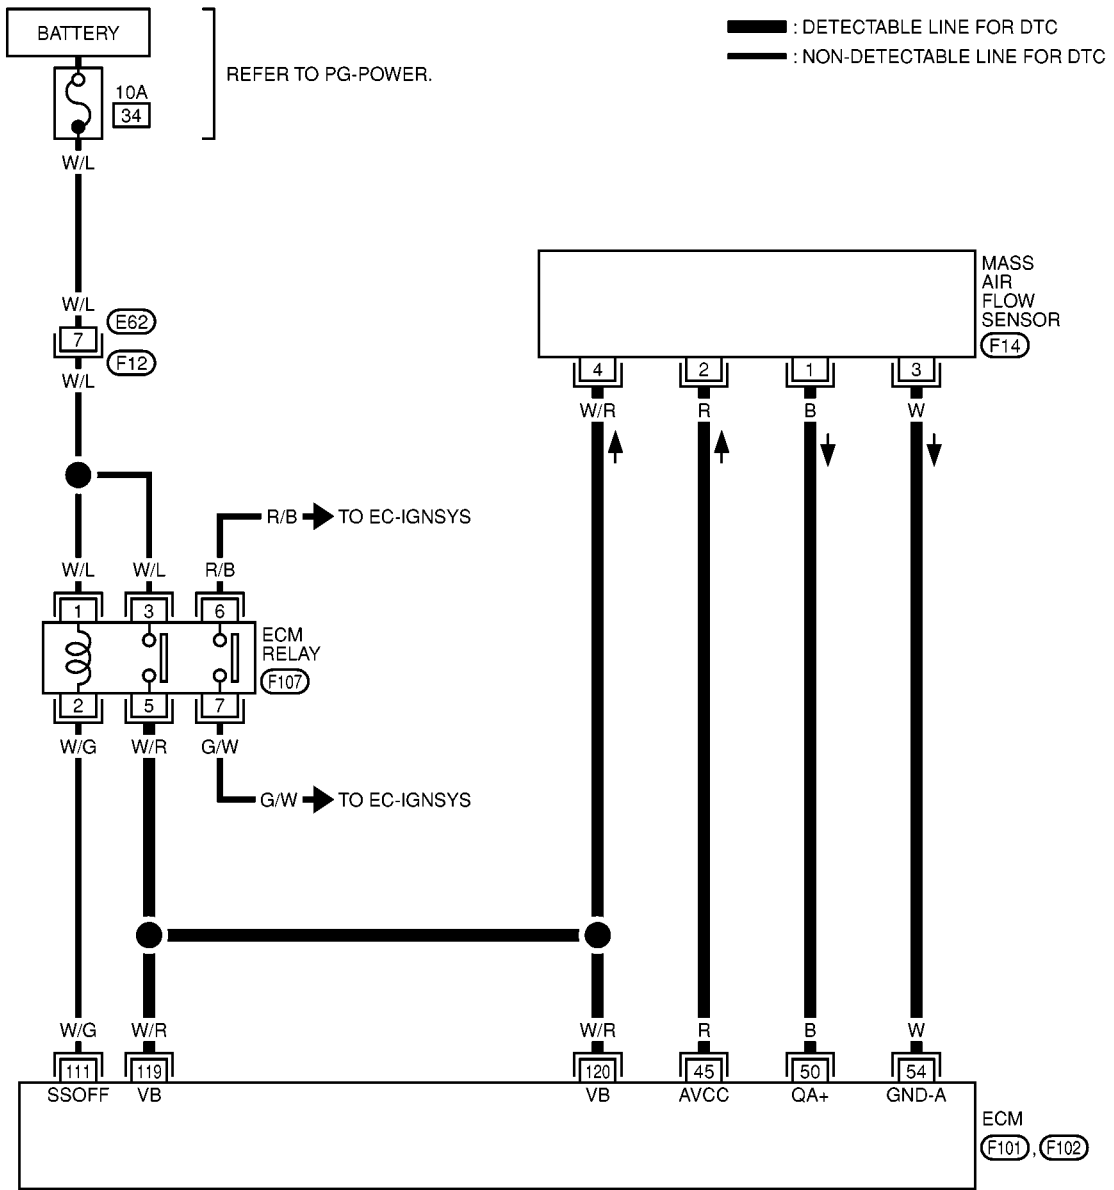 BATTERY
10A
34
REFER TO PG-POWER.
: DETECTABLE LINE FOR DTC
: NON-DETECTABLE LINE FOR DTC
W/L
W/L
7
E62
F12
W/L
MASS
AIR
FLOW
SENSOR
F14
4 2 1 3
W/R R B W
R/B TO EC-IGNSYS
W/L W/L R/B
1 3 6
ECM
RELAY
F107
2 5 7
W/G W/R G/W
G/W TO EC-IGNSYS
W/G W/R W/R R B W
111 119 120 45 50 54
SSOFF VB VB AVCC QA+ GND-A
ECM
F101 , F102